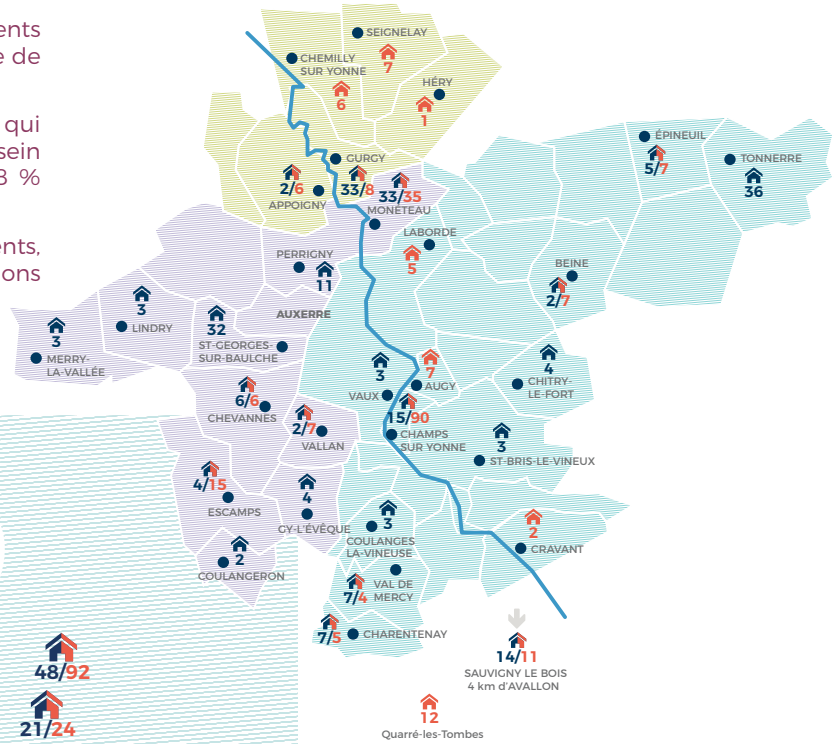 ents
e de
qui
sein
3 %
ents,
ions
SEIGNELAY
7
CHEMILLY
SUR YONNE
6
HÉRY
1
GURGY
33/8
2/6
APPOIGNY
33/35
MONÉTEAU
ÉPINEUIL
5/7
TONNERRE
36
LABORDE
5
PERRIGNY
11
BEINE
2/7
AUXERRE
3
LINDRY
32
ST-GEORGES-
SUR-BAULCHE
3
MERRY-
LA-VALLÉE
3
VAUX
7
AUGY
4
CHITRY-
LE-FORT
6/6
CHEVANNES
2/7
VALLAN
15/90
CHAMPS
SUR YONNE
3
ST-BRIS-LE-VINEUX
4/15
ESCAMPS
4
GY-L'ÉVÊQUE
3
COULANGES
LA-VINEUSE
2
CRAVANT
2
COULANGERON
VAL DE
MERCY
7/4
7/5
CHARENTENAY
14/11
SAUVIGNY LE BOIS
4 km d'AVALLON
12
Quarré-les-Tombes
48/92
21/24